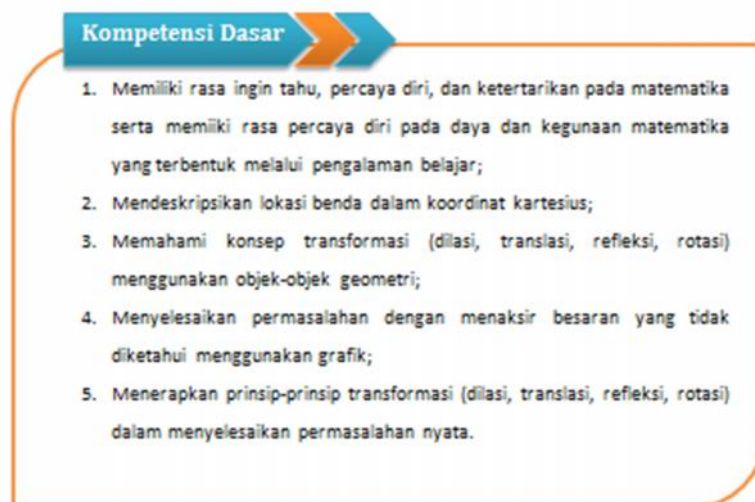 Kompetensi Dasar
1. Memiliki rasa ingin tahu, percaya diri, dan ketertarikan pada matematika
serta memiiki rasa percaya diri pada daya dan kegunaan matematika
yang terbentuk melalui pengalaman belajar;
2. Mendeskripsikan lokasi benda dalam koordinat kartesius;
3. Memahami konsep transformasi (dilasi, translasi, refleksi, rotasi)
menggunakan objek-objek geometri;
4. Menyelesaikan permasalahan dengan menaksir besaran yang tidak
diketahui menggunakan grafik;
5. Menerapkan prinsip-prinsip transformasi (dilasi, translasi, refleksi, rotasi)
dalam menyelesaikan permasalahan nyata.